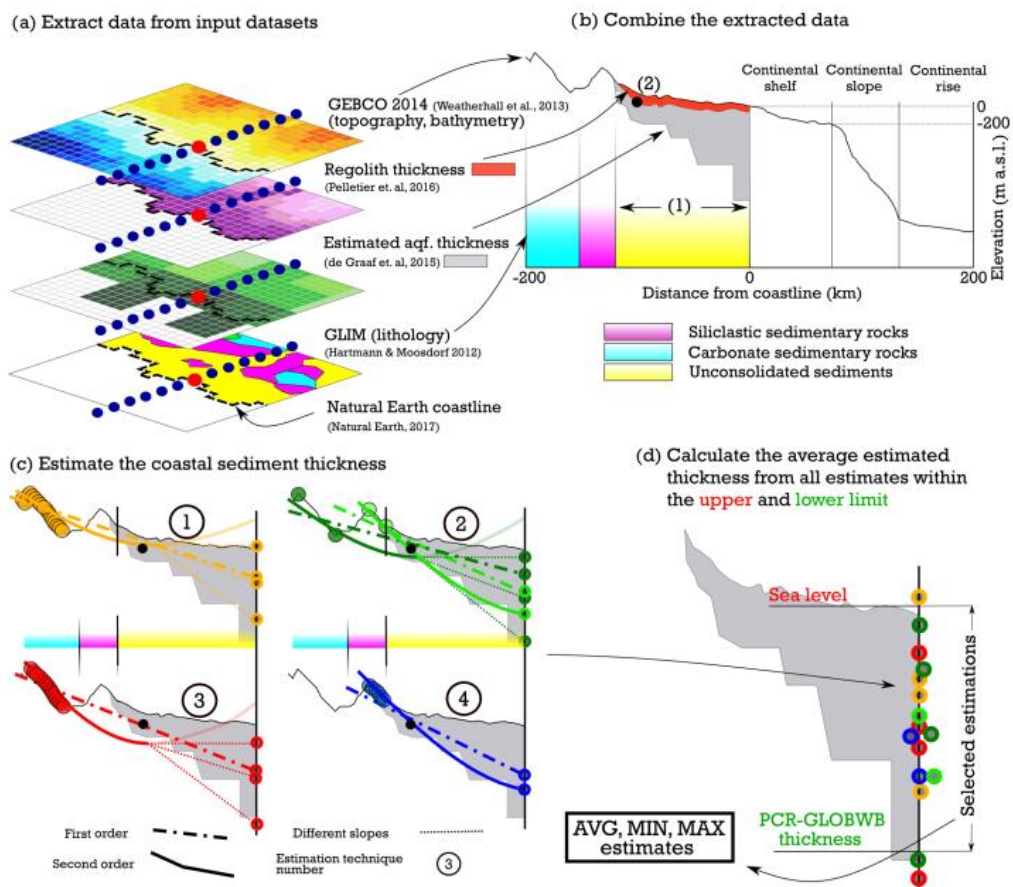 (a) Extract data from input datasets
(b) Combine the extracted data
GEBCO 2014 (Weatherhall et al., 2013)
(topography, bathymetry)
Regolith thickness
(Pelletier et. al, 2016)
Estimated aqf. thickness
(de Graaf et. al, 2015)
GLIM (lithology)
(Hartmann & Moosdorf 2012)
Natural Earth coastline
(Natural Earth, 2017)
Continental shelf
Continental slope
Continental rise
(2)
(1)
0
-200
Elevation (m a.s.l.)
-200
0
200
Distance from coastline (km)
Siliclastic sedimentary rocks
Carbonate sedimentary rocks
Unconsolidated sediments
(c) Estimate the coastal sediment thickness
1
2
3
4
First order
Second order
Different slopes
Estimation technique
number
3
(d) Calculate the average estimated
thickness from all estimates within
the upper and lower limit
Sea level
Selected estimations
PCR-GLOBWB
thickness
AVG, MIN, MAX
estimates